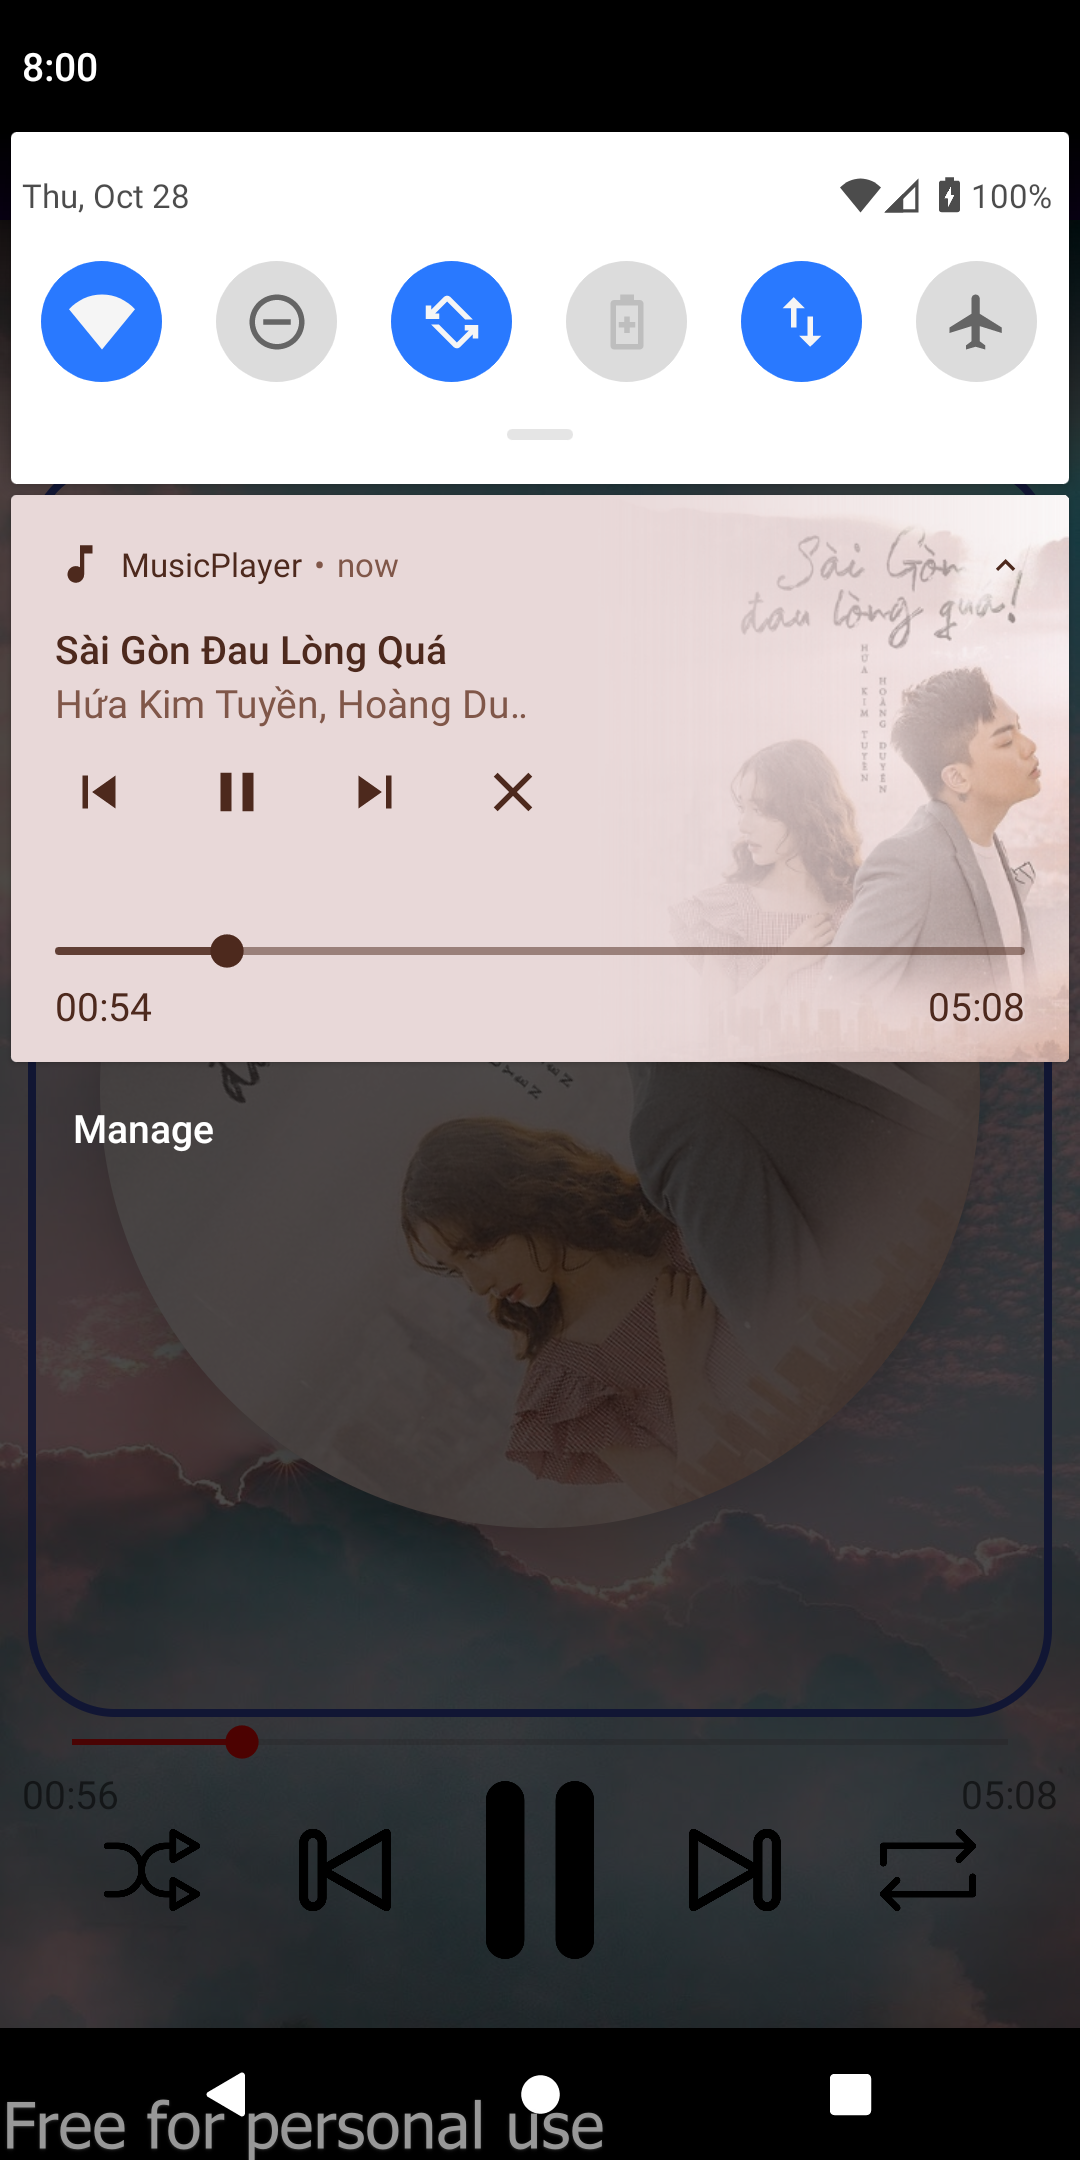 8:00
Thu, Oct 28
100%
MusicPlayer • now
Sài Gòn
đau lòng quá!
HỨA KIM TUYỀN
HOÀNG DUYÊN
Sài Gòn Đau Lòng Quá
Hứa Kim Tuyền, Hoàng Du..
00:54
05:08
Manage
00:56
05:08
Free for personal use